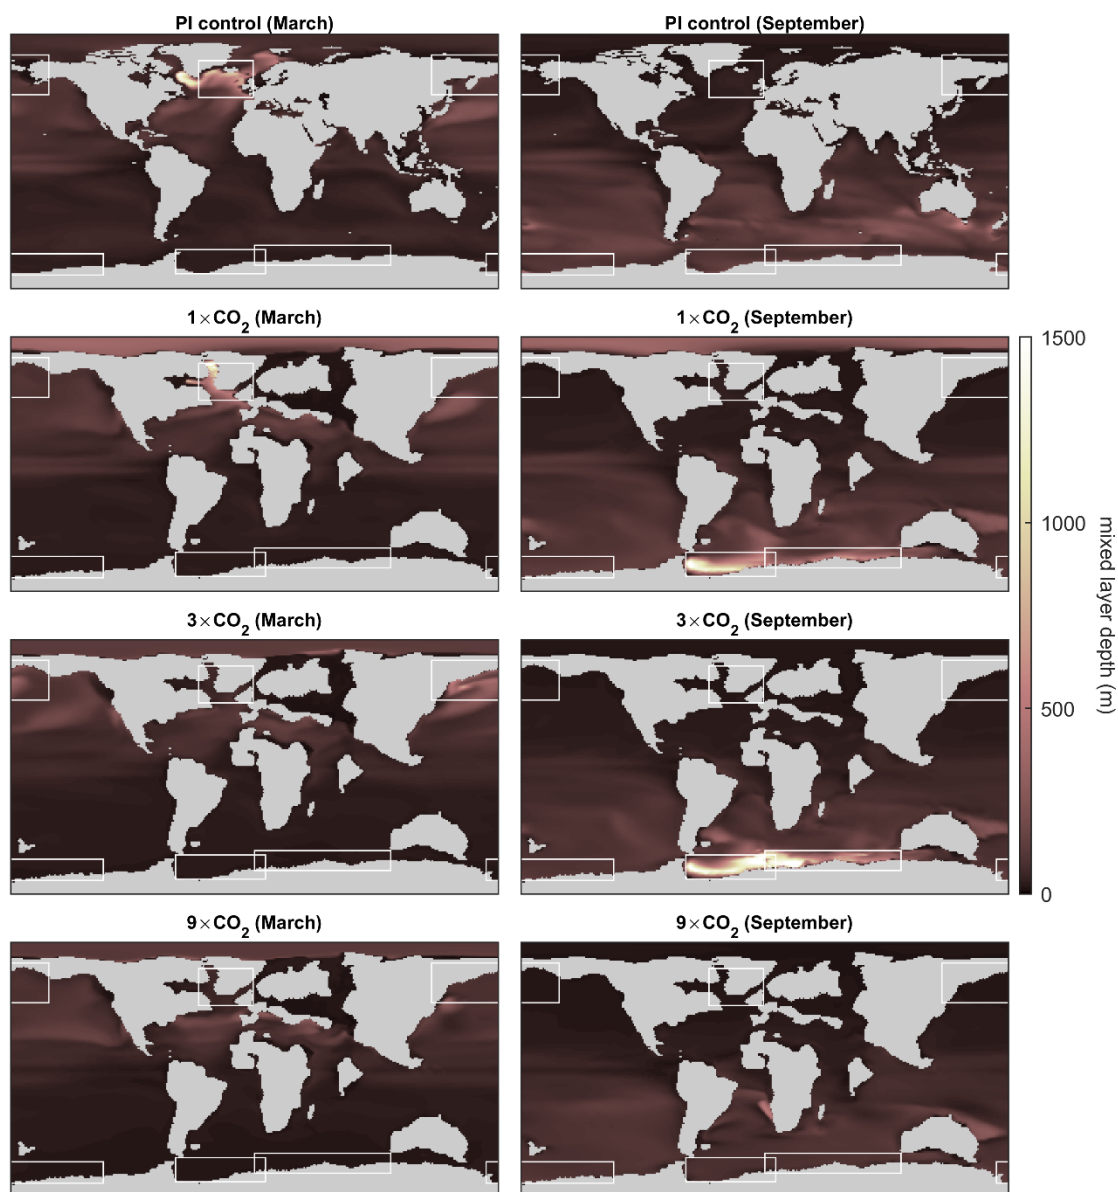 PI control (March)
PI control (September)
1×CO2 (March)
1×CO2 (September)
3×CO2 (March)
3×CO2 (September)
9×CO2 (March)
9×CO2 (September)
1500
1000
500
0
mixed layer depth (m)